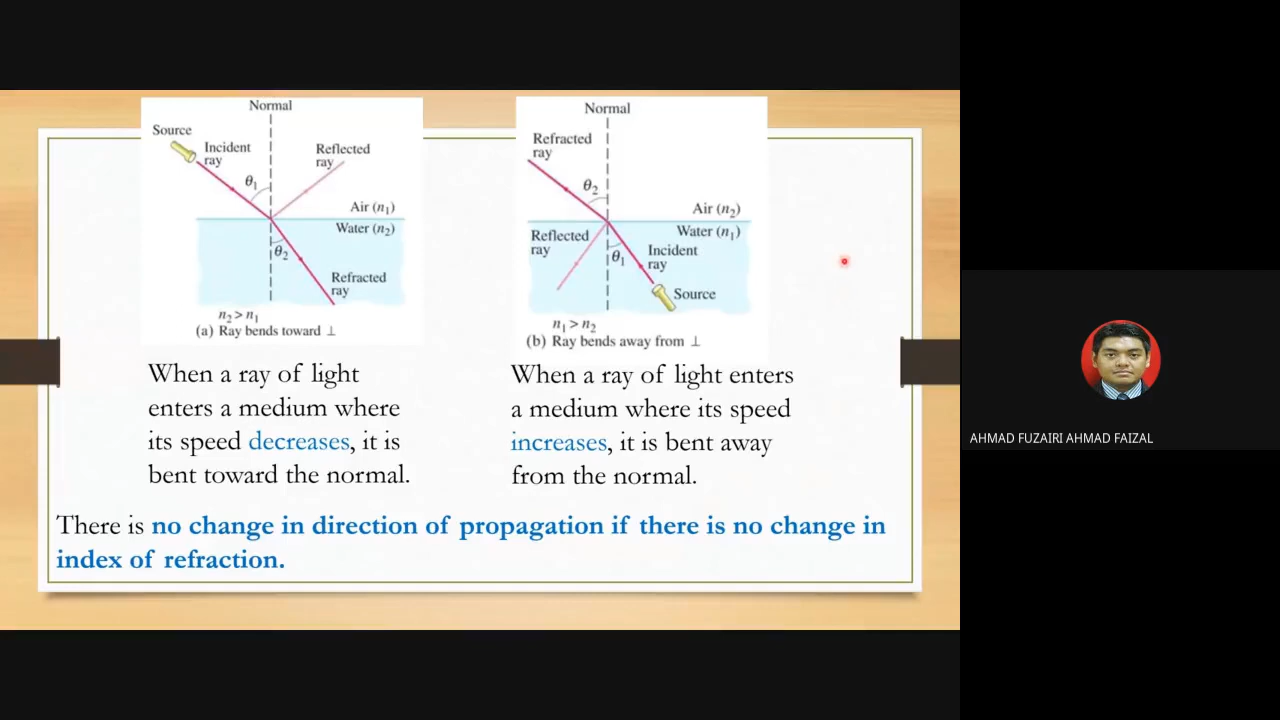 Normal
Source
Incident
ray
Reflected
ray
θ1
Air (n1)
Water (n2)
θ2
Refracted
ray
n2 > n1
(a) Ray bends toward ⊥
Normal
Refracted
ray
θ2
Air (n2)
Water (n1)
Reflected
ray
θ1
Incident
ray
Source
n1 > n2
(b) Ray bends away from ⊥
When a ray of light
enters a medium where
its speed decreases, it is
bent toward the normal.
When a ray of light enters
a medium where its speed
increases, it is bent away
from the normal.
There is no change in direction of propagation if there is no change in
index of refraction.
AHMAD FUZAIRI AHMAD FAIZAL